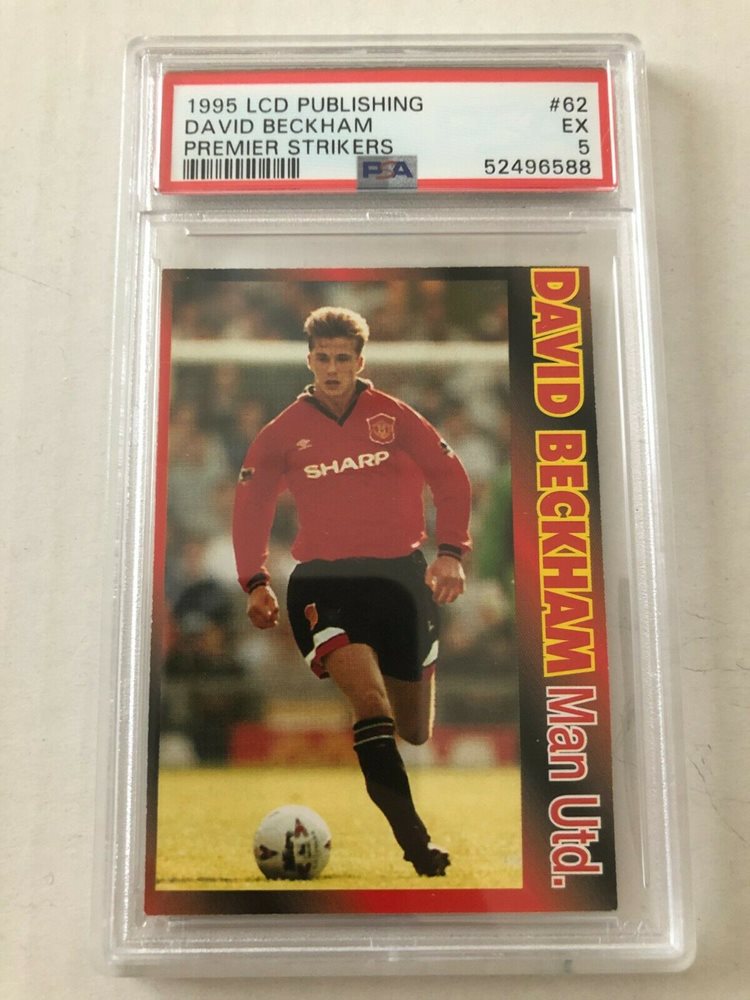 1995 LCD PUBLISHING #62
DAVID BECKHAM EX
PREMIER STRIKERS 5
PSA 52496588
SHARP
DAVID BECKHAM Man Utd.